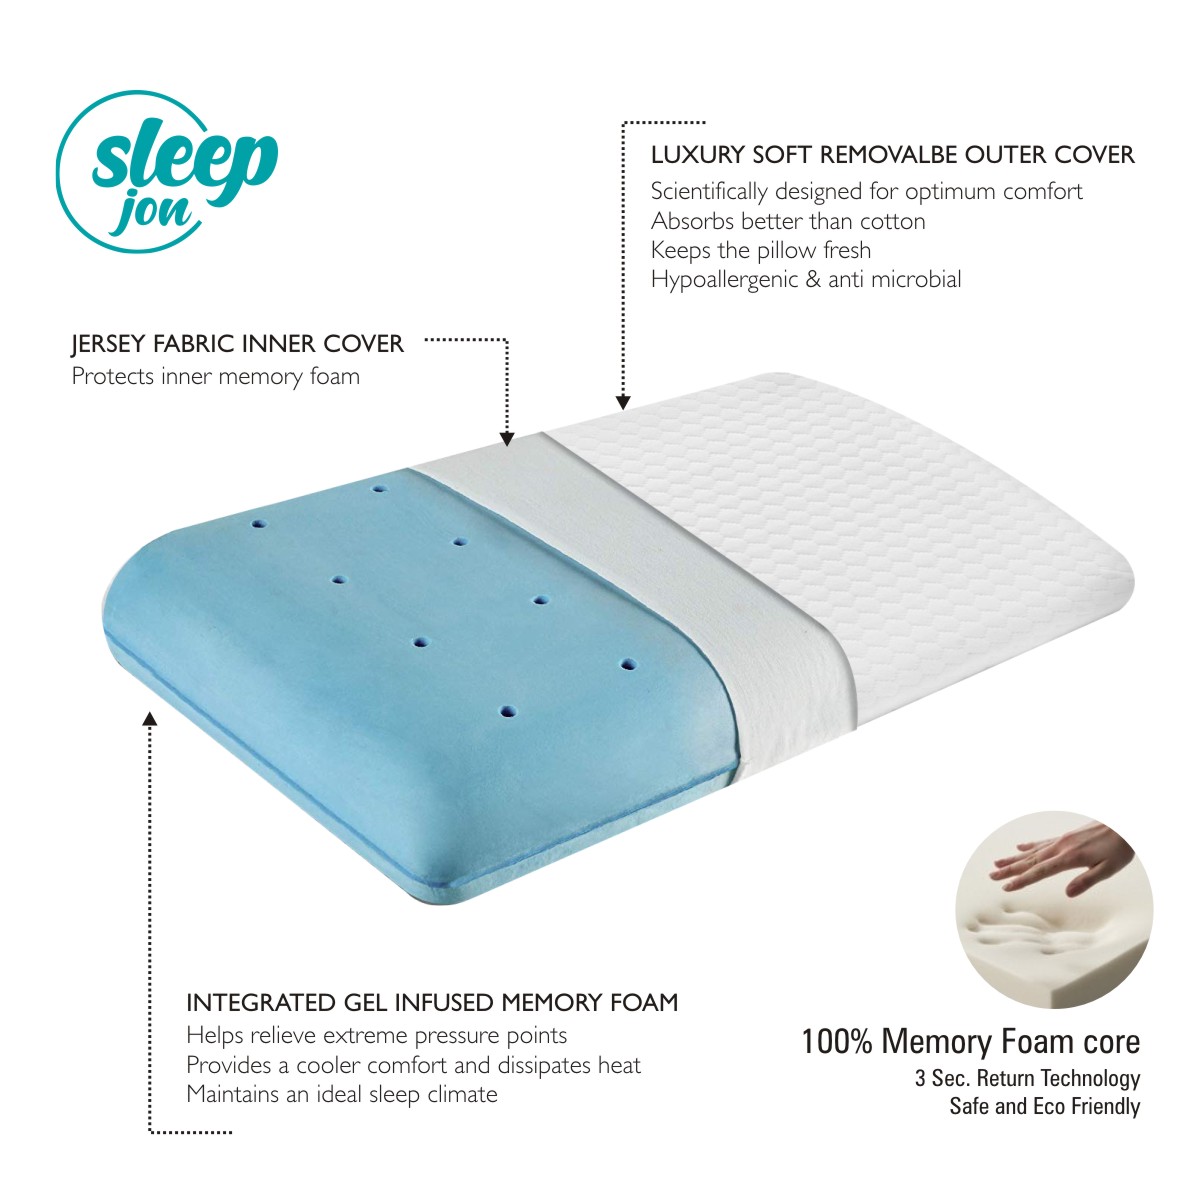 sleep
jon
LUXURY SOFT REMOVALBE OUTER COVER
Scientifically designed for optimum comfort
Absorbs better than cotton
Keeps the pillow fresh
Hypoallergenic & anti microbial
JERSEY FABRIC INNER COVER
Protects inner memory foam
INTEGRATED GEL INFUSED MEMORY FOAM
Helps relieve extreme pressure points
Provides a cooler comfort and dissipates heat
Maintains an ideal sleep climate
100% Memory Foam core
3 Sec. Return Technology
Safe and Eco Friendly